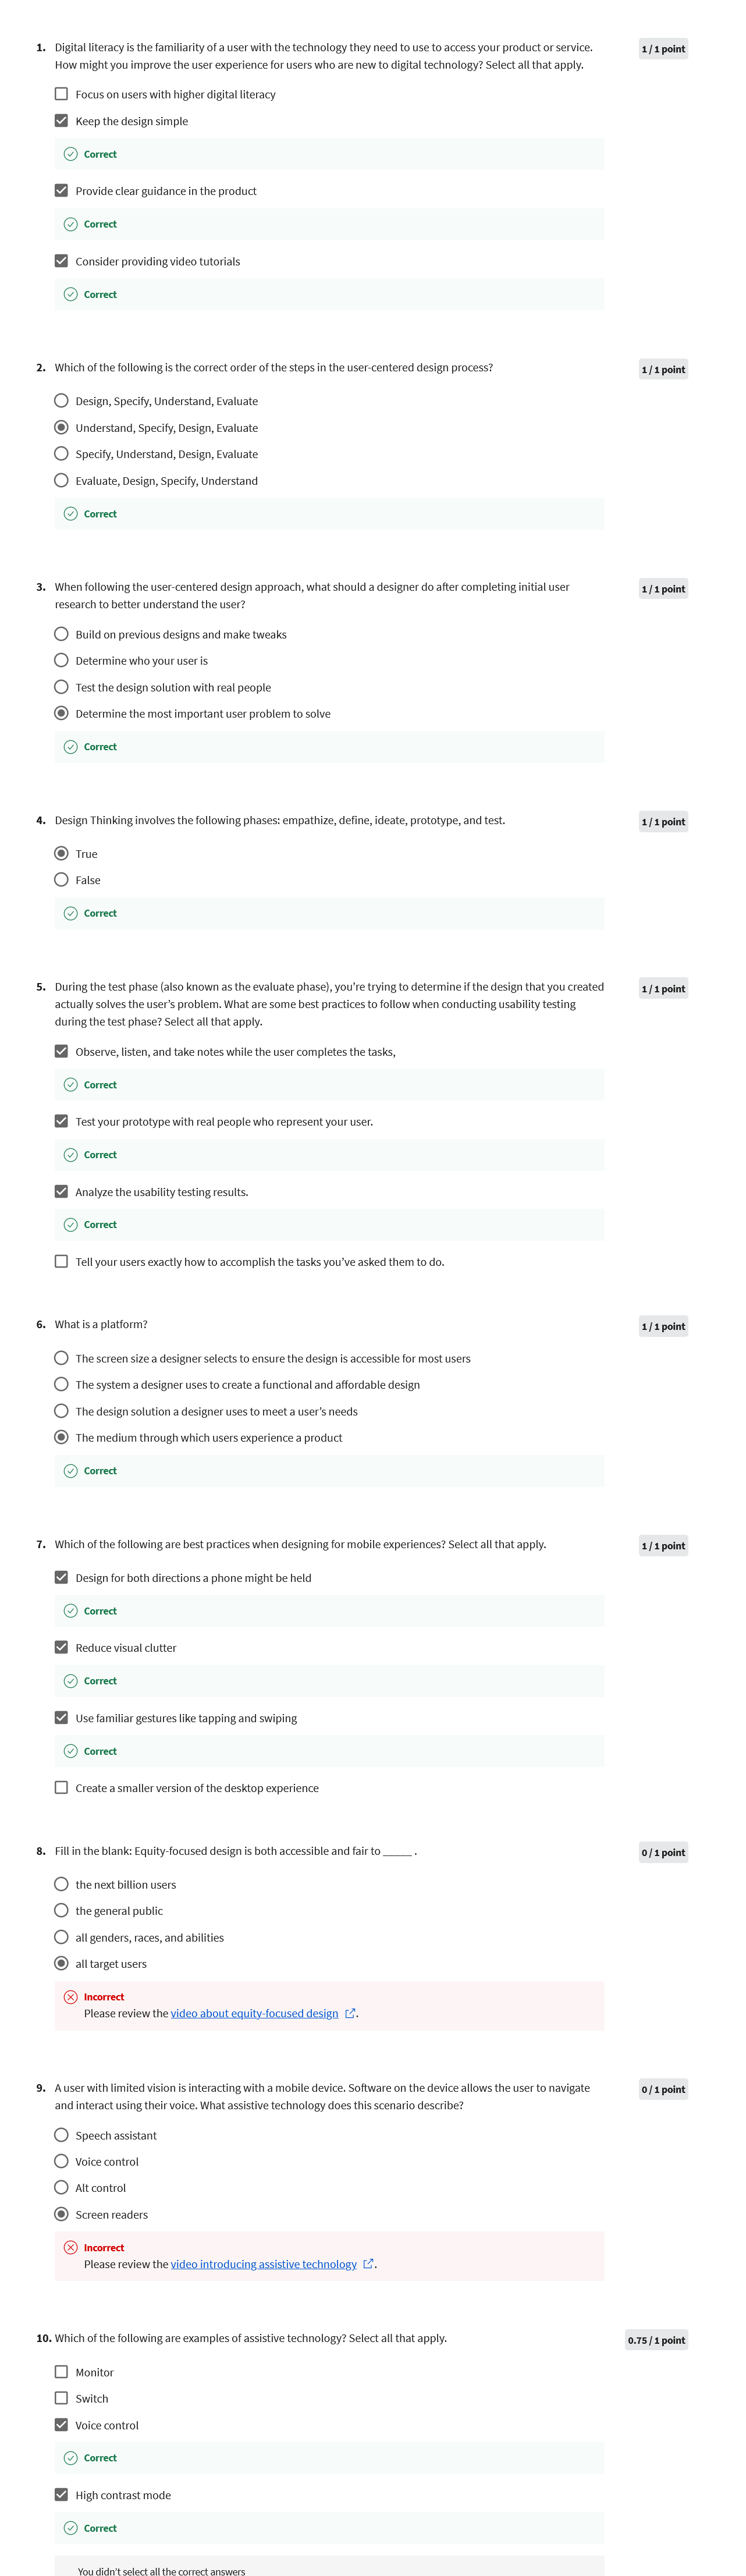 1. Digital literacy is the familiarity of a user with the technology they need to use to access your product or service.
How might you improve the user experience for users who are new to digital technology? Select all that apply.
1 / 1 point
Focus on users with higher digital literacy
Keep the design simple
Correct
Provide clear guidance in the product
Correct
Consider providing video tutorials
Correct
2. Which of the following is the correct order of the steps in the user-centered design process?
1 / 1 point
Design, Specify, Understand, Evaluate
Understand, Specify, Design, Evaluate
Specify, Understand, Design, Evaluate
Evaluate, Design, Specify, Understand
Correct
3. When following the user-centered design approach, what should a designer do after completing initial user
research to better understand the user?
1 / 1 point
Build on previous designs and make tweaks
Determine who your user is
Test the design solution with real people
Determine the most important user problem to solve
Correct
4. Design Thinking involves the following phases: empathize, define, ideate, prototype, and test.
1 / 1 point
True
False
Correct
5. During the test phase (also known as the evaluate phase), you're trying to determine if the design that you created
actually solves the user’s problem. What are some best practices to follow when conducting usability testing
during the test phase? Select all that apply.
1 / 1 point
Observe, listen, and take notes while the user completes the tasks,
Correct
Test your prototype with real people who represent your user.
Correct
Analyze the usability testing results.
Correct
Tell your users exactly how to accomplish the tasks you’ve asked them to do.
6. What is a platform?
1 / 1 point
The screen size a designer selects to ensure the design is accessible for most users
The system a designer uses to create a functional and affordable design
The design solution a designer uses to meet a user’s needs
The medium through which users experience a product
Correct
7. Which of the following are best practices when designing for mobile experiences? Select all that apply.
1 / 1 point
Design for both directions a phone might be held
Correct
Reduce visual clutter
Correct
Use familiar gestures like tapping and swiping
Correct
Create a smaller version of the desktop experience
8. Fill in the blank: Equity-focused design is both accessible and fair to _____ .
0 / 1 point
the next billion users
the general public
all genders, races, and abilities
all target users
Incorrect
Please review the video about equity-focused design .
9. A user with limited vision is interacting with a mobile device. Software on the device allows the user to navigate
and interact using their voice. What assistive technology does this scenario describe?
0 / 1 point
Speech assistant
Voice control
Alt control
Screen readers
Incorrect
Please review the video introducing assistive technology .
10. Which of the following are examples of assistive technology? Select all that apply.
0.75 / 1 point
Monitor
Switch
Voice control
Correct
High contrast mode
Correct
You didn’t select all the correct answers